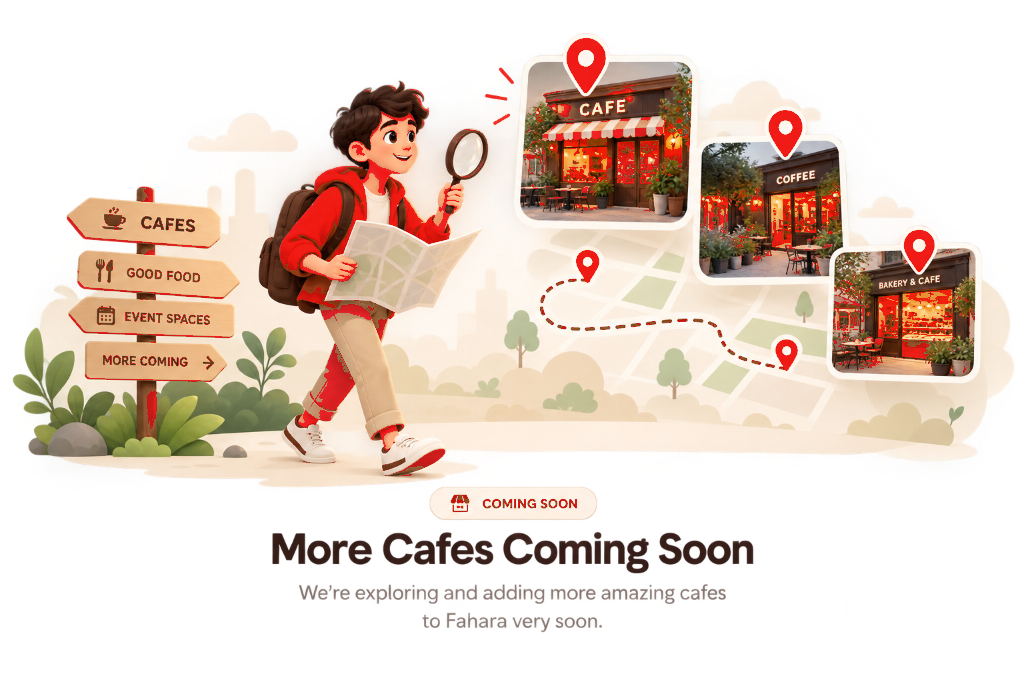 CAFES
GOOD FOOD
EVENT SPACES
MORE COMING
CAFE
COFFEE
BAKERY & CAFE
COMING SOON
More Cafes Coming Soon
We're exploring and adding more amazing cafes
to Fahara very soon.